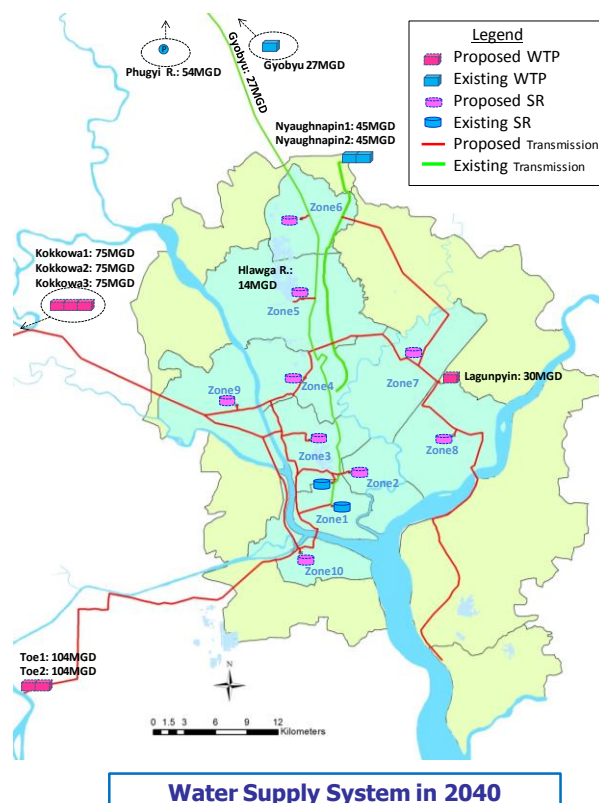 Phugyi R.: 54MGD
P
Gyobyu: 27MGD
Gyobyu 27MGD
Legend
Proposed WTP
Existing WTP
Proposed SR
Existing SR
Proposed Transmission
Existing Transmission
Nyaughnapin1: 45MGD
Nyaughnapin2: 45MGD
Zone6
Kokkowa1: 75MGD
Kokkowa2: 75MGD
Kokkowa3: 75MGD
Hlawga R.:
14MGD
Zone5
Zone4
Zone7
Lagunpyin: 30MGD
Zone9
Zone3
Zone8
Zone2
Zone1
Zone10
Toe1: 104MGD
Toe2: 104MGD
N
0 1.5 3 6 9 12
Kilometers
Water Supply System in 2040